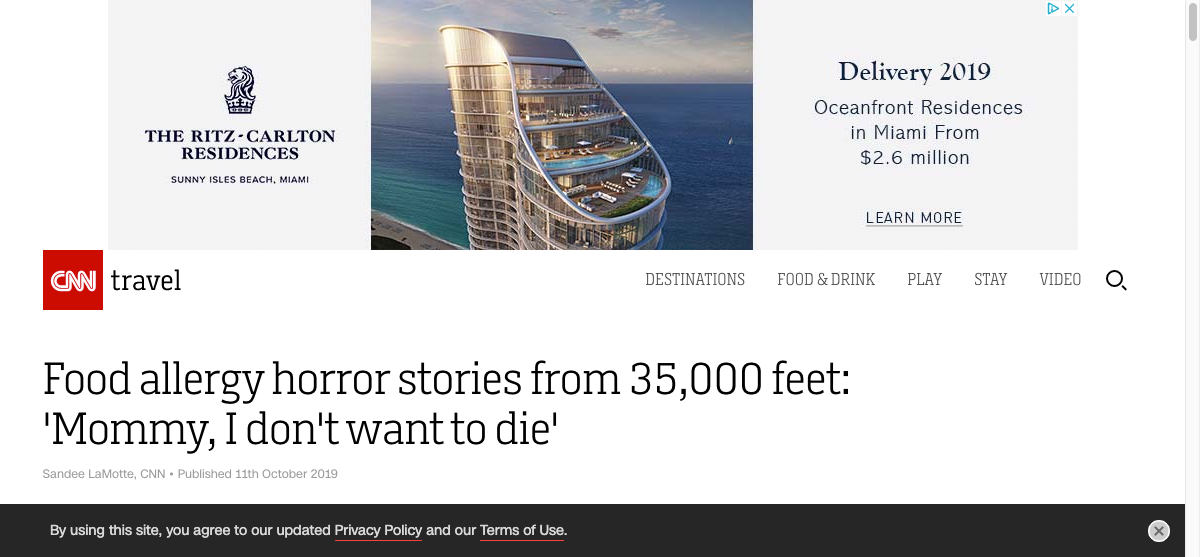 THE RITZ-CARLTON
RESIDENCES
SUNNY ISLES BEACH, MIAMI
Delivery 2019
Oceanfront Residences
in Miami From
$2.6 million
LEARN MORE
CNN travel
DESTINATIONS FOOD & DRINK PLAY STAY VIDEO
Food allergy horror stories from 35,000 feet:
'Mommy, I don't want to die'
Sandee LaMotte, CNN • Published 11th October 2019
By using this site, you agree to our updated Privacy Policy and our Terms of Use.